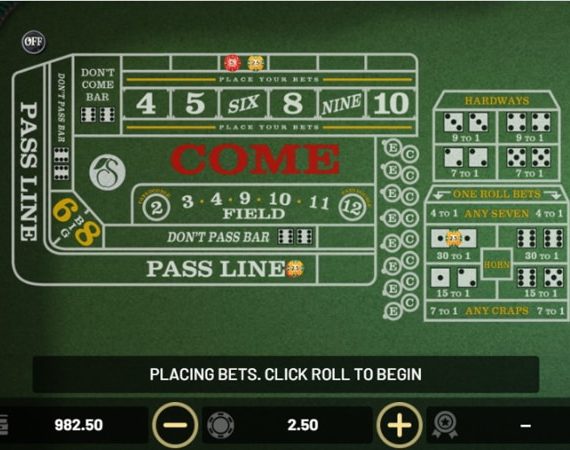 OFF
PASS LINE
DON'T PASS BAR
DON'T
COME
BAR
PLACE YOUR BETS
4 5 SIX 8 NINE 10
PLACE YOUR BETS
COME
2 3 · 4 · 9 · 10 · 11 12
FIELD
6 BIG 8
DON'T PASS BAR
PASS LINE
E C
E C
E C
E C
E C
E C
E C
E C
HARDWAYS
9 TO 1 9 TO 1
7 TO 1 7 TO 1
ONE ROLL BETS
4 TO 1 ANY SEVEN 4 TO 1
30 TO 1 HORN 30 TO 1
15 TO 1 15 TO 1
7 TO 1 ANY CRAPS 7 TO 1
PLACING BETS. CLICK ROLL TO BEGIN
982.50 − 2.50 + –